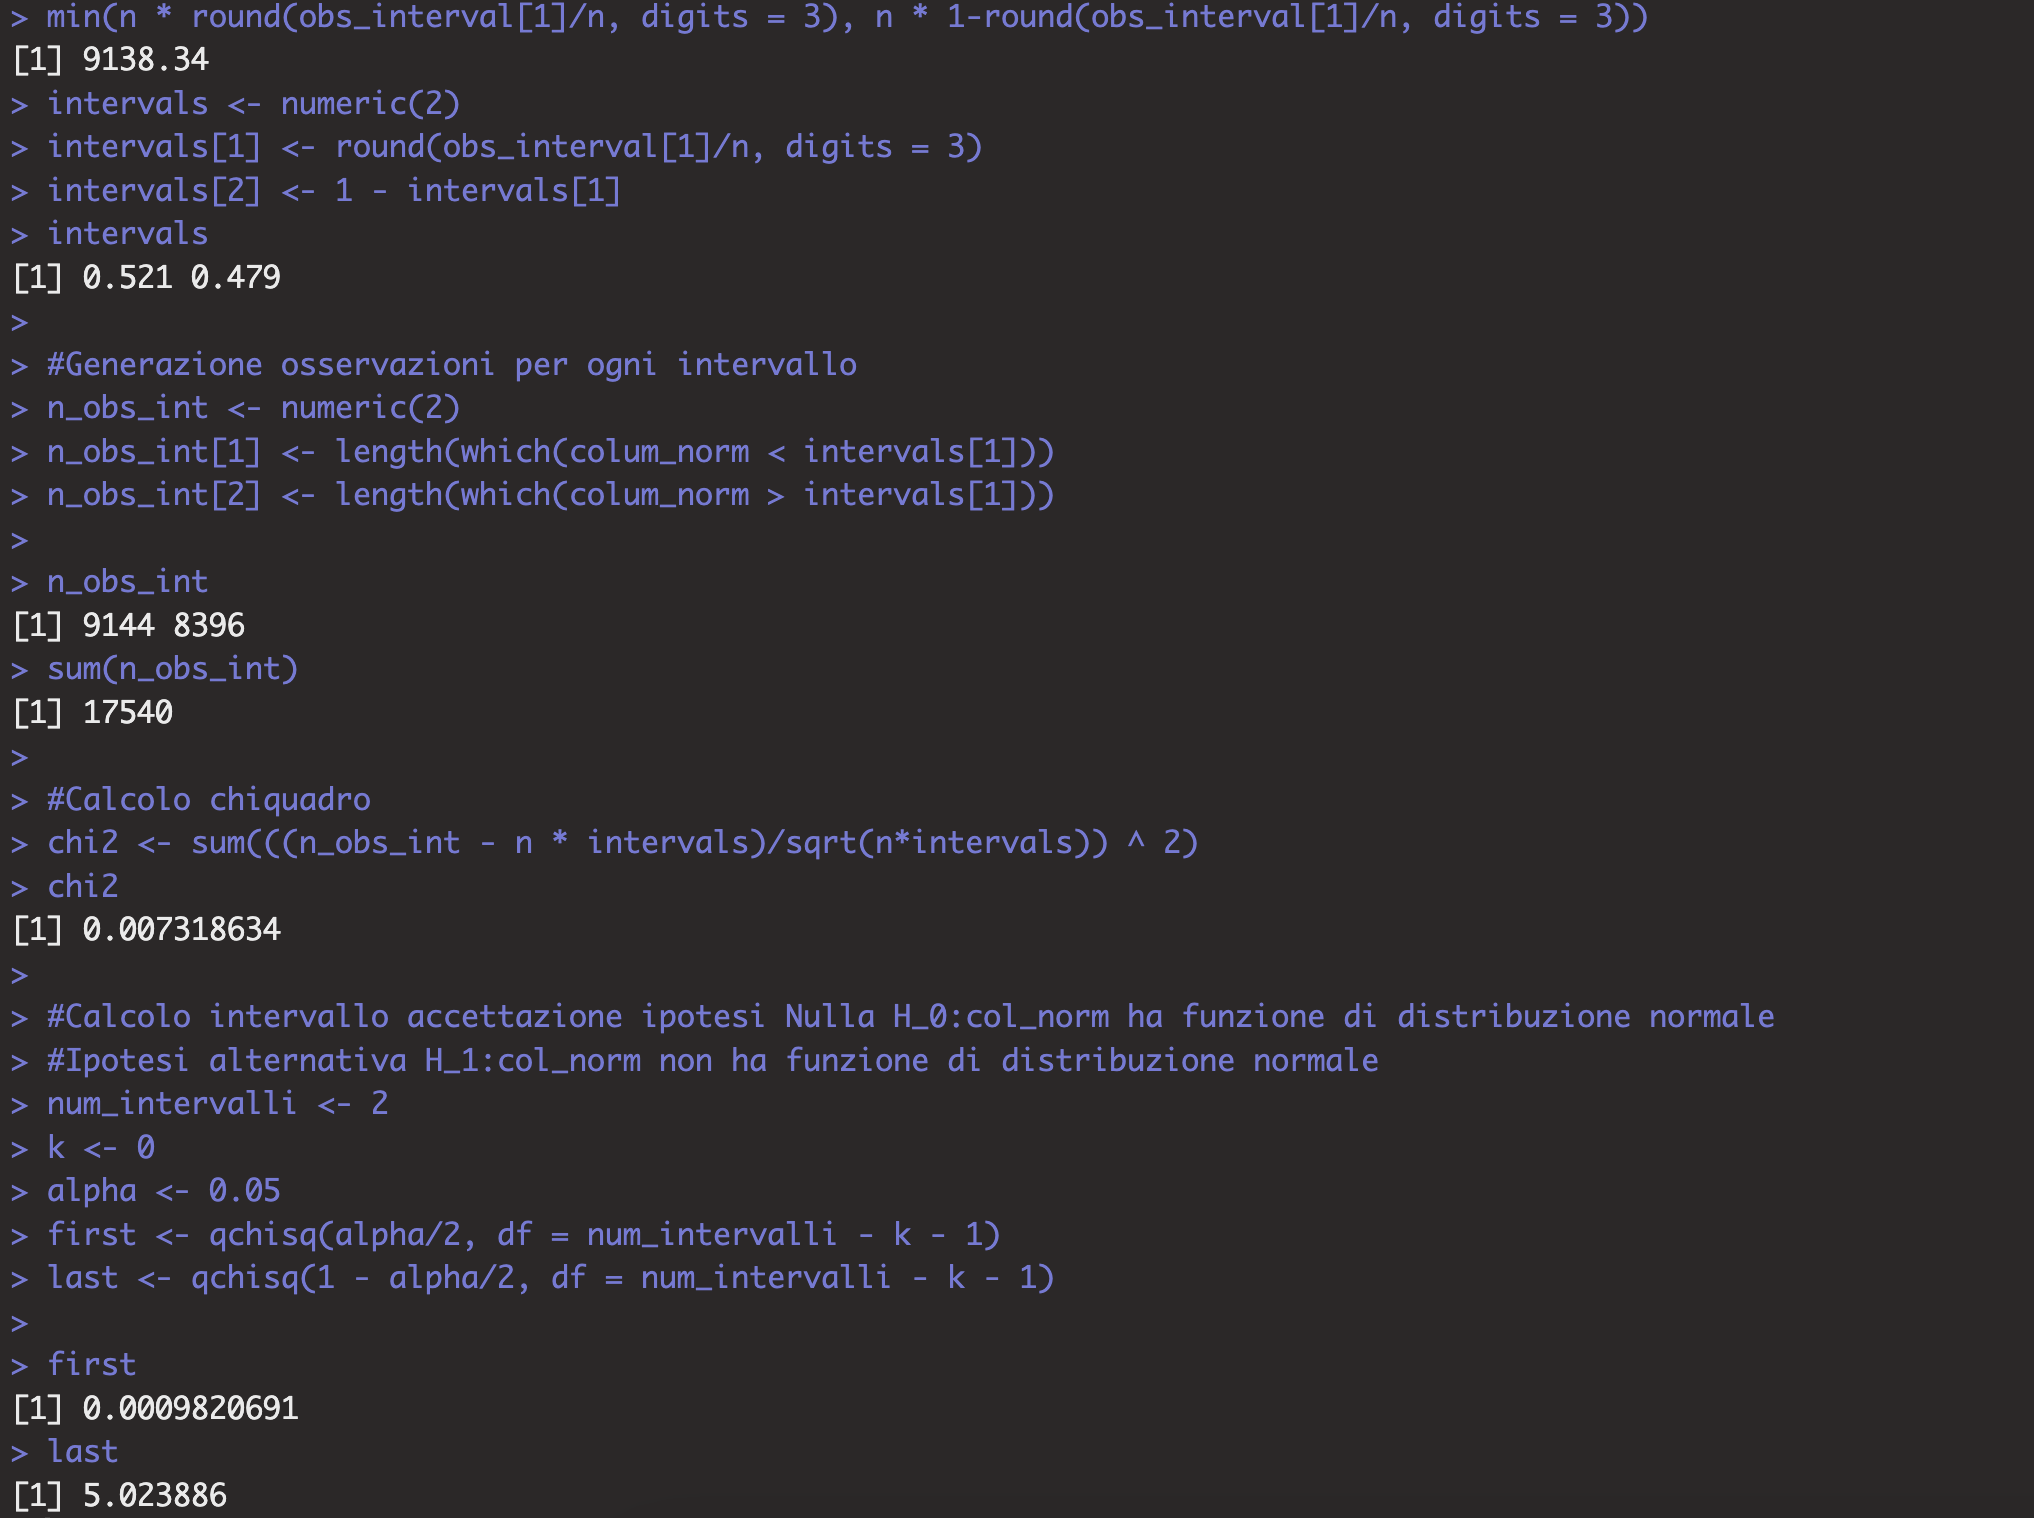 > min(n * round(obs_interval[1]/n, digits = 3), n * 1-round(obs_interval[1]/n, digits = 3))
[1] 9138.34
> intervals <- numeric(2)
> intervals[1] <- round(obs_interval[1]/n, digits = 3)
> intervals[2] <- 1 - intervals[1]
> intervals
[1] 0.521 0.479
>
> #Generazione osservazioni per ogni intervallo
> n_obs_int <- numeric(2)
> n_obs_int[1] <- length(which(colum_norm < intervals[1]))
> n_obs_int[2] <- length(which(colum_norm > intervals[1]))
>
> n_obs_int
[1] 9144 8396
> sum(n_obs_int)
[1] 17540
>
> #Calcolo chiquadro
> chi2 <- sum(((n_obs_int - n * intervals)/sqrt(n*intervals)) ^ 2)
> chi2
[1] 0.007318634
>
> #Calcolo intervallo accettazione ipotesi Nulla H_0:col_norm ha funzione di distribuzione normale
> #Ipotesi alternativa H_1:col_norm non ha funzione di distribuzione normale
> num_intervalli <- 2
> k <- 0
> alpha <- 0.05
> first <- qchisq(alpha/2, df = num_intervalli - k - 1)
> last <- qchisq(1 - alpha/2, df = num_intervalli - k - 1)
>
> first
[1] 0.0009820691
> last
[1] 5.023886